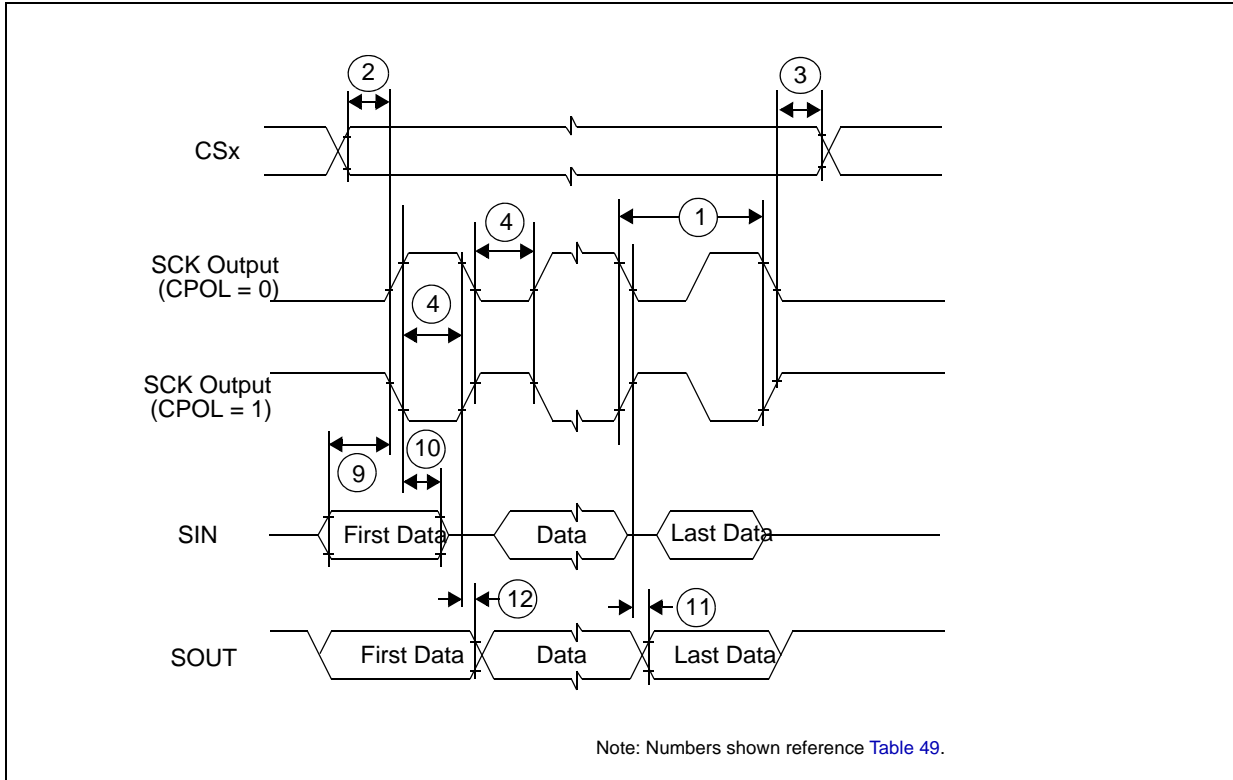 2
3
CSx
4
1
SCK Output
(CPOL = 0)
4
SCK Output
(CPOL = 1)
9
10
SIN
First Data
Data
Last Data
12
11
SOUT
First Data
Data
Last Data
Note: Numbers shown reference Table 49.